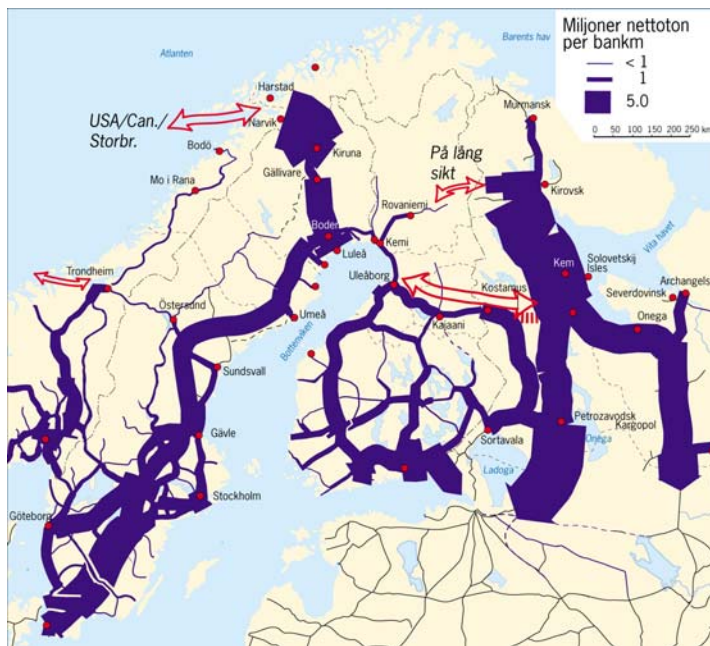 Miljoner nettoton
per bankm
< 1
1
5.0
0 50 100 150 200 250 km
Atlanten
Barents hav
Harstad
USA/Can./
Storbr.
Narvik
Murmansk
Bodö
Kiruna
På lång
sikt
Mo i Rana
Gällivare
Kirovsk
Rovaniemi
Boden
Kemi
Luleå
Vita havet
Trondheim
Uleåborg
Kem
Solovetskij
Isles
Archangelsk
Kostamus
Severdovinsk
Östersund
Umeå
Kajaani
Onega
Bottenviken
Sundsvall
Petrozavodsk
Kargopol
Gävle
Sortavala
Onega
Ladoga
Stockholm
Göteborg